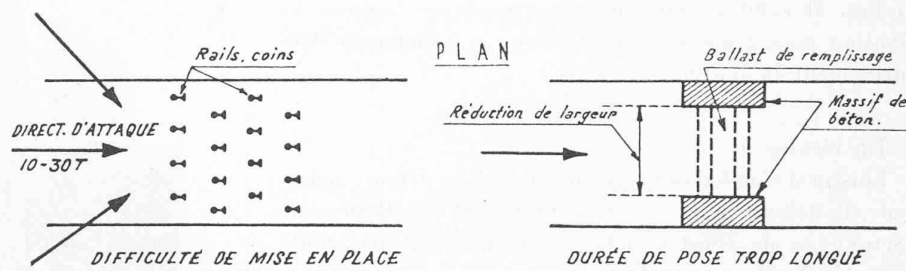 PLAN
Rails, coins
DIRECT. D'ATTAQUE
10-30T
DIFFICULTE DE MISE EN PLACE
Ballast de remplissage
Réduction de largeur
Massif de
béton.
DURÉE DE POSE TROP LONGUE